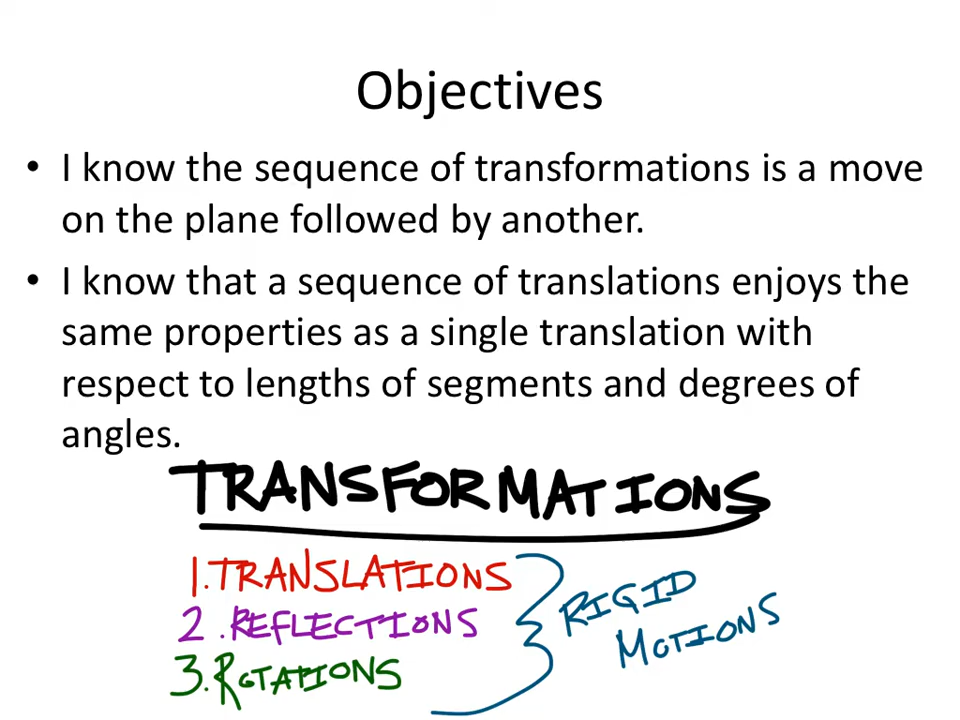 Objectives
• I know the sequence of transformations is a move
on the plane followed by another.
• I know that a sequence of translations enjoys the
same properties as a single translation with
respect to lengths of segments and degrees of
angles.
TRANSFORMATIONS
1. TRANSLATIONS
2. REFLECTIONS
3. ROTATIONS
RIGID
MOTIONS